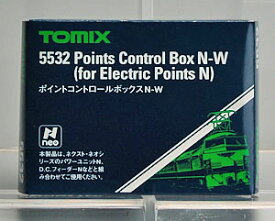 TOMIX
5532 Points Control Box N-W
(for Electric Points N)
ポイントコントロールボックスN-W
neo
本製品は、ネクスト・ネオシ
リーズのパワーユニットN、
D.C.フィーダーNなどと組
み合わせてご使用ください。